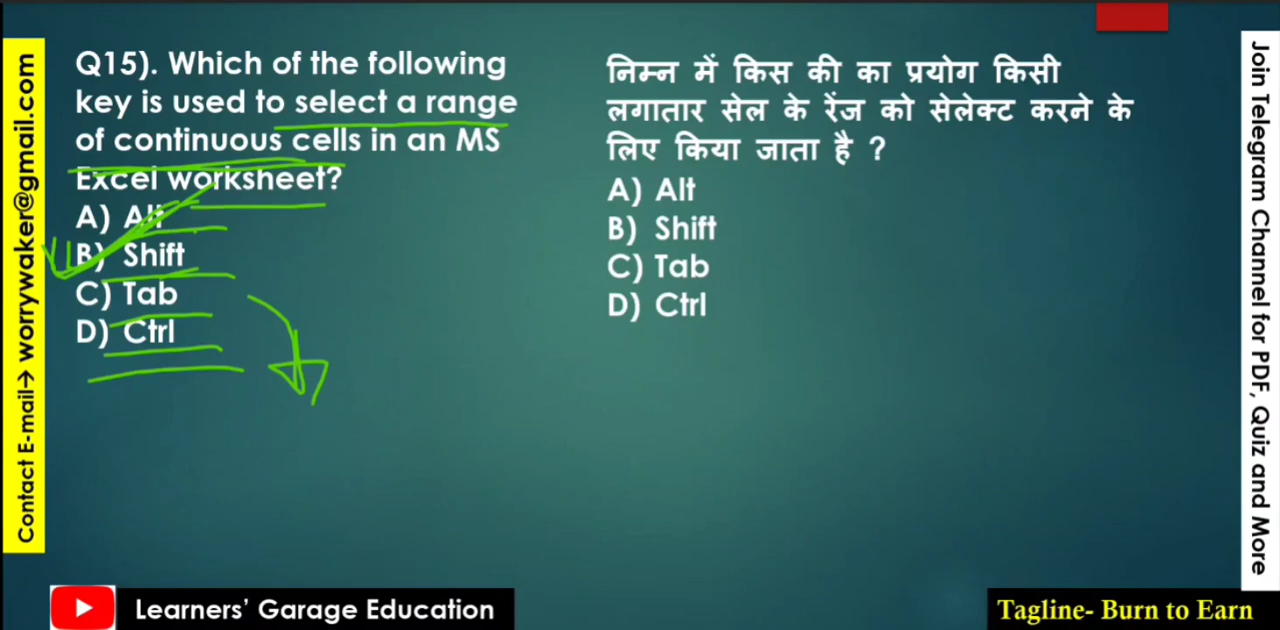 Q15). Which of the following
key is used to select a range
of continuous cells in an MS
Excel worksheet?
A) Alt
B) Shift
C) Tab
D) Ctrl
निम्न में किस की का प्रयोग किसी
लगातार सेल के रेंज को सेलेक्ट करने के
लिए किया जाता है ?
A) Alt
B) Shift
C) Tab
D) Ctrl
Contact E-mail→ worrywaker@gmail.com
Join Telegram Channel for PDF, Quiz and More
Learners’ Garage Education
Tagline- Burn to Earn